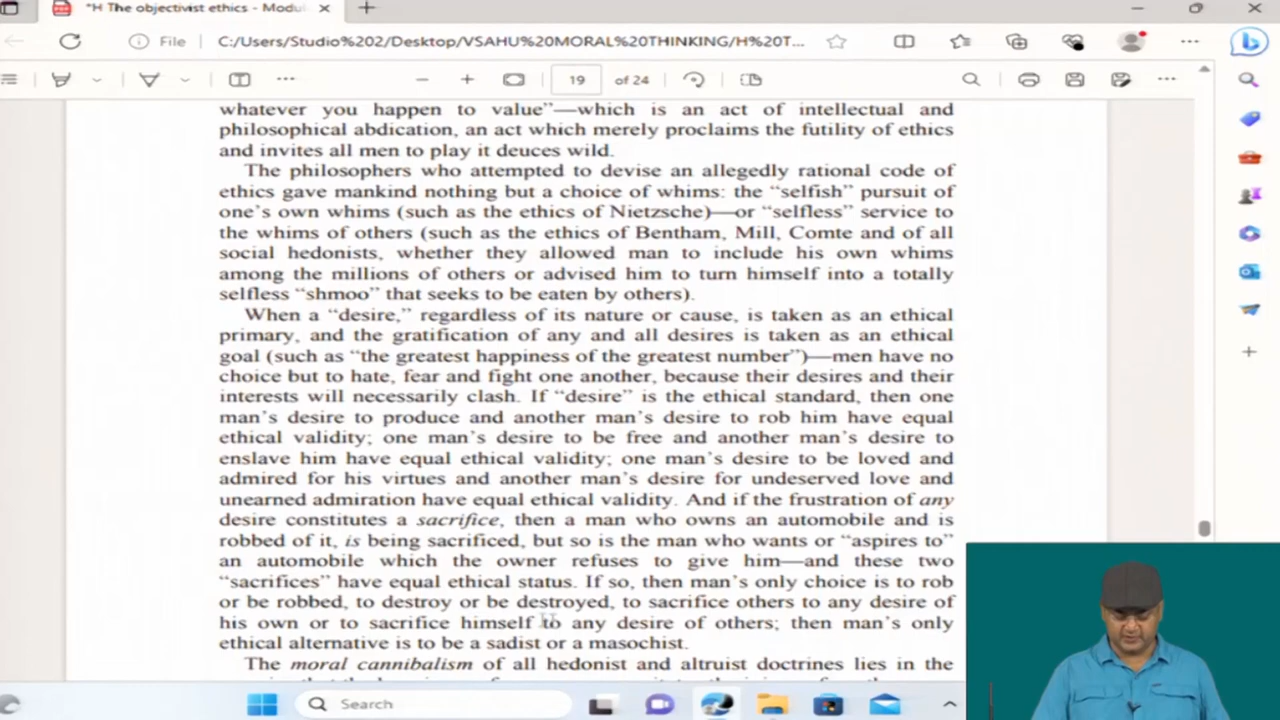 "H The objectivist ethics - Modul
File
C:/Users/Studio%202/Desktop/VSAHU%20MORAL%20THINKING/H%20T...
19 of 24
whatever you happen to value"—which is an act of intellectual and
philosophical abdication, an act which merely proclaims the futility of ethics
and invites all men to play it deuces wild.
The philosophers who attempted to devise an allegedly rational code of
ethics gave mankind nothing but a choice of whims: the "selfish" pursuit of
one's own whims (such as the ethics of Nietzsche)—or "selfless" service to
the whims of others (such as the ethics of Bentham, Mill, Comte and of all
social hedonists, whether they allowed man to include his own whims
among the millions of others or advised him to turn himself into a totally
selfless "shmoo" that seeks to be eaten by others).
When a "desire," regardless of its nature or cause, is taken as an ethical
primary, and the gratification of any and all desires is taken as an ethical
goal (such as "the greatest happiness of the greatest number")—men have no
choice but to hate, fear and fight one another, because their desires and their
interests will necessarily clash. If "desire" is the ethical standard, then one
man's desire to produce and another man's desire to rob him have equal
ethical validity; one man's desire to be free and another man's desire to
enslave him have equal ethical validity; one man's desire to be loved and
admired for his virtues and another man's desire for undeserved love and
unearned admiration have equal ethical validity. And if the frustration of any
desire constitutes a sacrifice, then a man who owns an automobile and is
robbed of it, is being sacrificed, but so is the man who wants or "aspires to"
an automobile which the owner refuses to give him—and these two
"sacrifices" have equal ethical status. If so, then man's only choice is to rob
or be robbed, to destroy or be destroyed, to sacrifice others to any desire of
his own or to sacrifice himself to any desire of others; then man's only
ethical alternative is to be a sadist or a masochist.
The moral cannibalism of all hedonist and altruist doctrines lies in the
Search